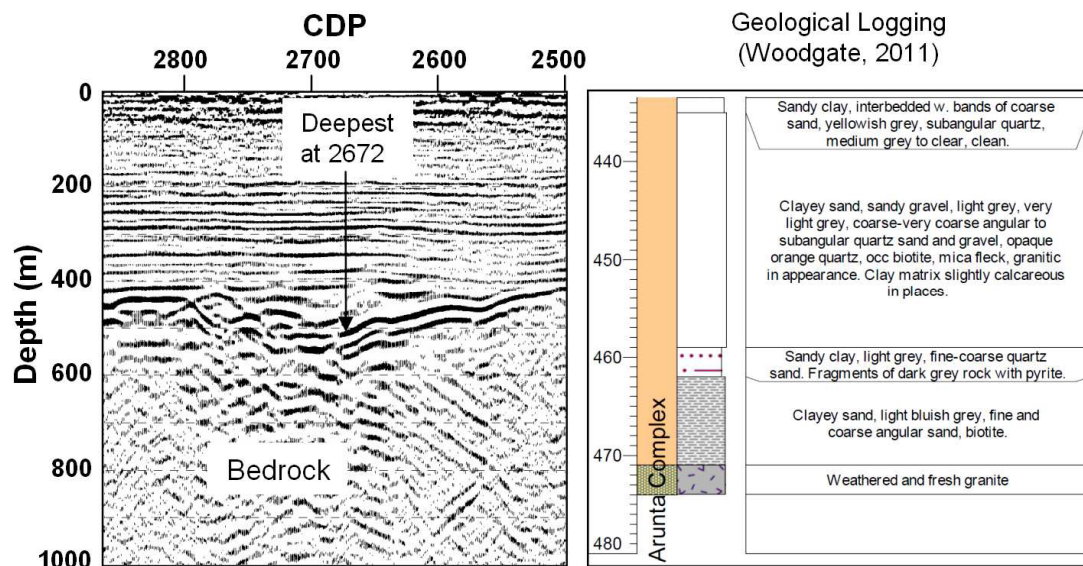 CDP
2800 2700 2600 2500
0
200
400
600
800
1000
Depth (m)
Deepest
at 2672
Bedrock
Geological Logging
(Woodgate, 2011)
440
450
460
470
480
Arunta Complex
Sandy clay, interbedded w. bands of coarse
sand, yellowish grey, subangular quartz,
medium grey to clear, clean.
Clayey sand, sandy gravel, light grey, very
light grey, coarse-very coarse angular to
subangular quartz sand and gravel, opaque
orange quartz, occ biotite, mica fleck, granitic
in appearance. Clay matrix slightly calcareous
in places.
Sandy clay, light grey, fine-coarse quartz
sand. Fragments of dark grey rock with pyrite.
Clayey sand, light bluish grey, fine and
coarse angular sand, biotite.
Weathered and fresh granite